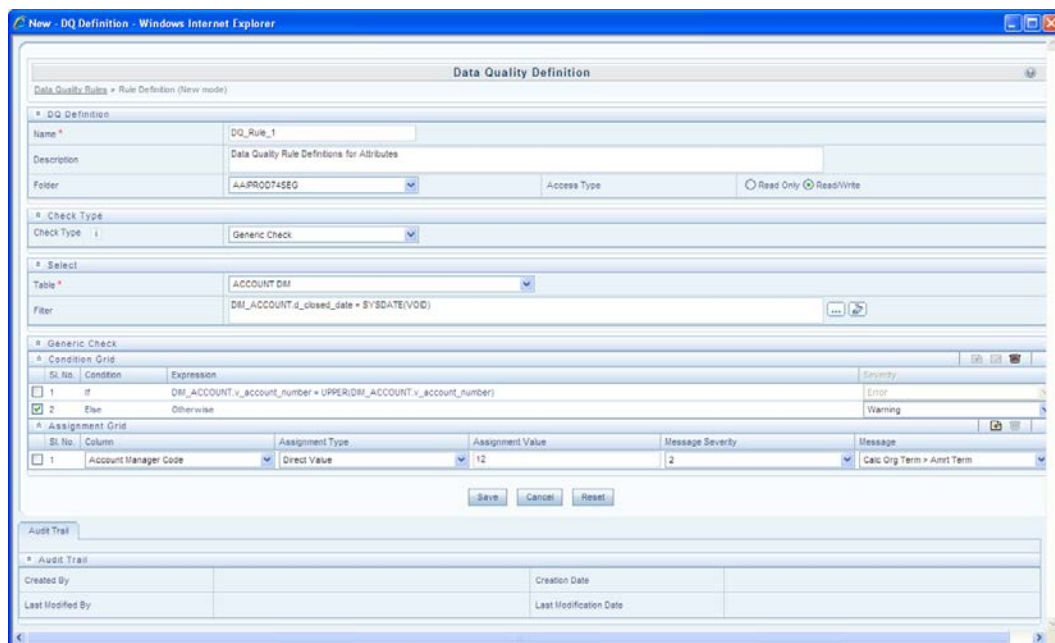 New - DQ Definition - Windows Internet Explorer
Data Quality Definition
Data Quality Rules » Rule Definition (New mode)
DQ Definition
Name * DQ_Rule_1
Description Data Quality Rule Definitions for Attributes
Folder AAIPROD74SEG Access Type Read Only Read/Write
Check Type
Check Type i Generic Check
Select
Table * ACCOUNT DIM
Filter DIM_ACCOUNT.d_closed_date = SYSDATE(VOID) ...
Generic Check
Condition Grid
Sl. No. Condition Expression Severity
1 If DIM_ACCOUNT.v_account_number = UPPER(DIM_ACCOUNT.v_account_number) Error
2 Else Otherwise Warning
Assignment Grid
Sl. No. Column Assignment Type Assignment Value Message Severity Message
1 Account Manager Code Direct Value 12 2 Calc Org Term > Amrt Term
Save Cancel Reset
Audit Trail
Audit Trail
Created By Creation Date
Last Modified By Last Modification Date